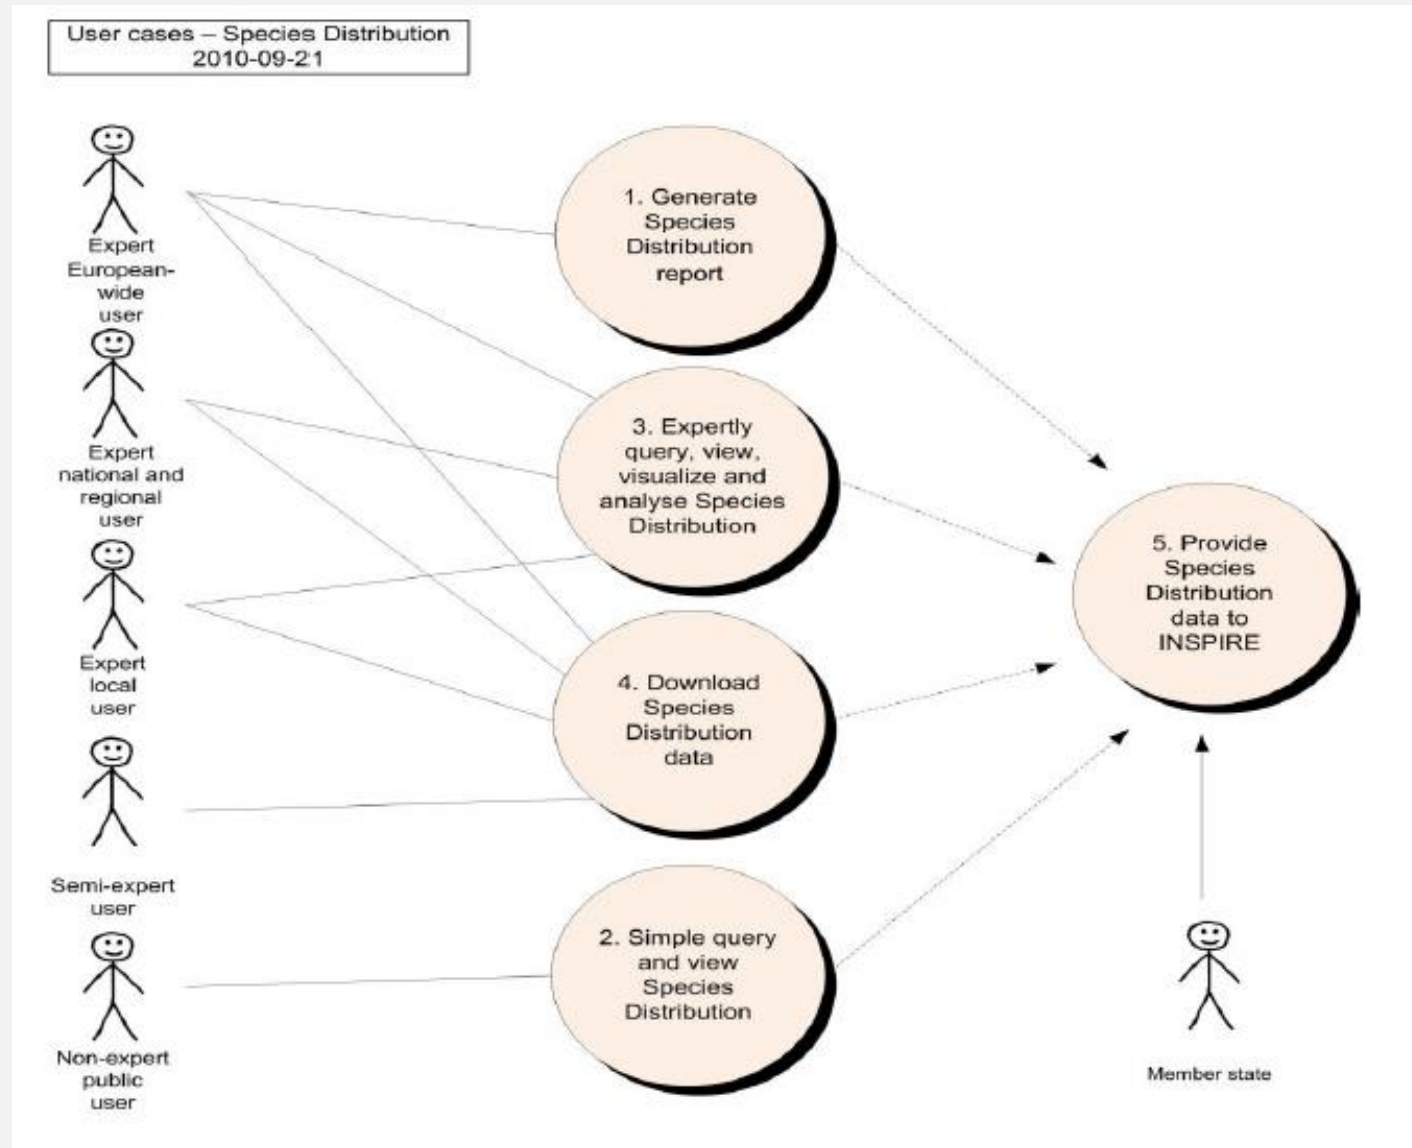 User cases – Species Distribution
2010-09-21
Expert
European-
wide
user
Expert
national and
regional
user
Expert
local
user
Semi-expert
user
Non-expert
public
user
1. Generate
Species
Distribution
report
3. Expertly
query, view,
visualize and
analyse Species
Distribution
4. Download
Species
Distribution
data
2. Simple query
and view
Species
Distribution
5. Provide
Species
Distribution
data to
INSPIRE
Member state